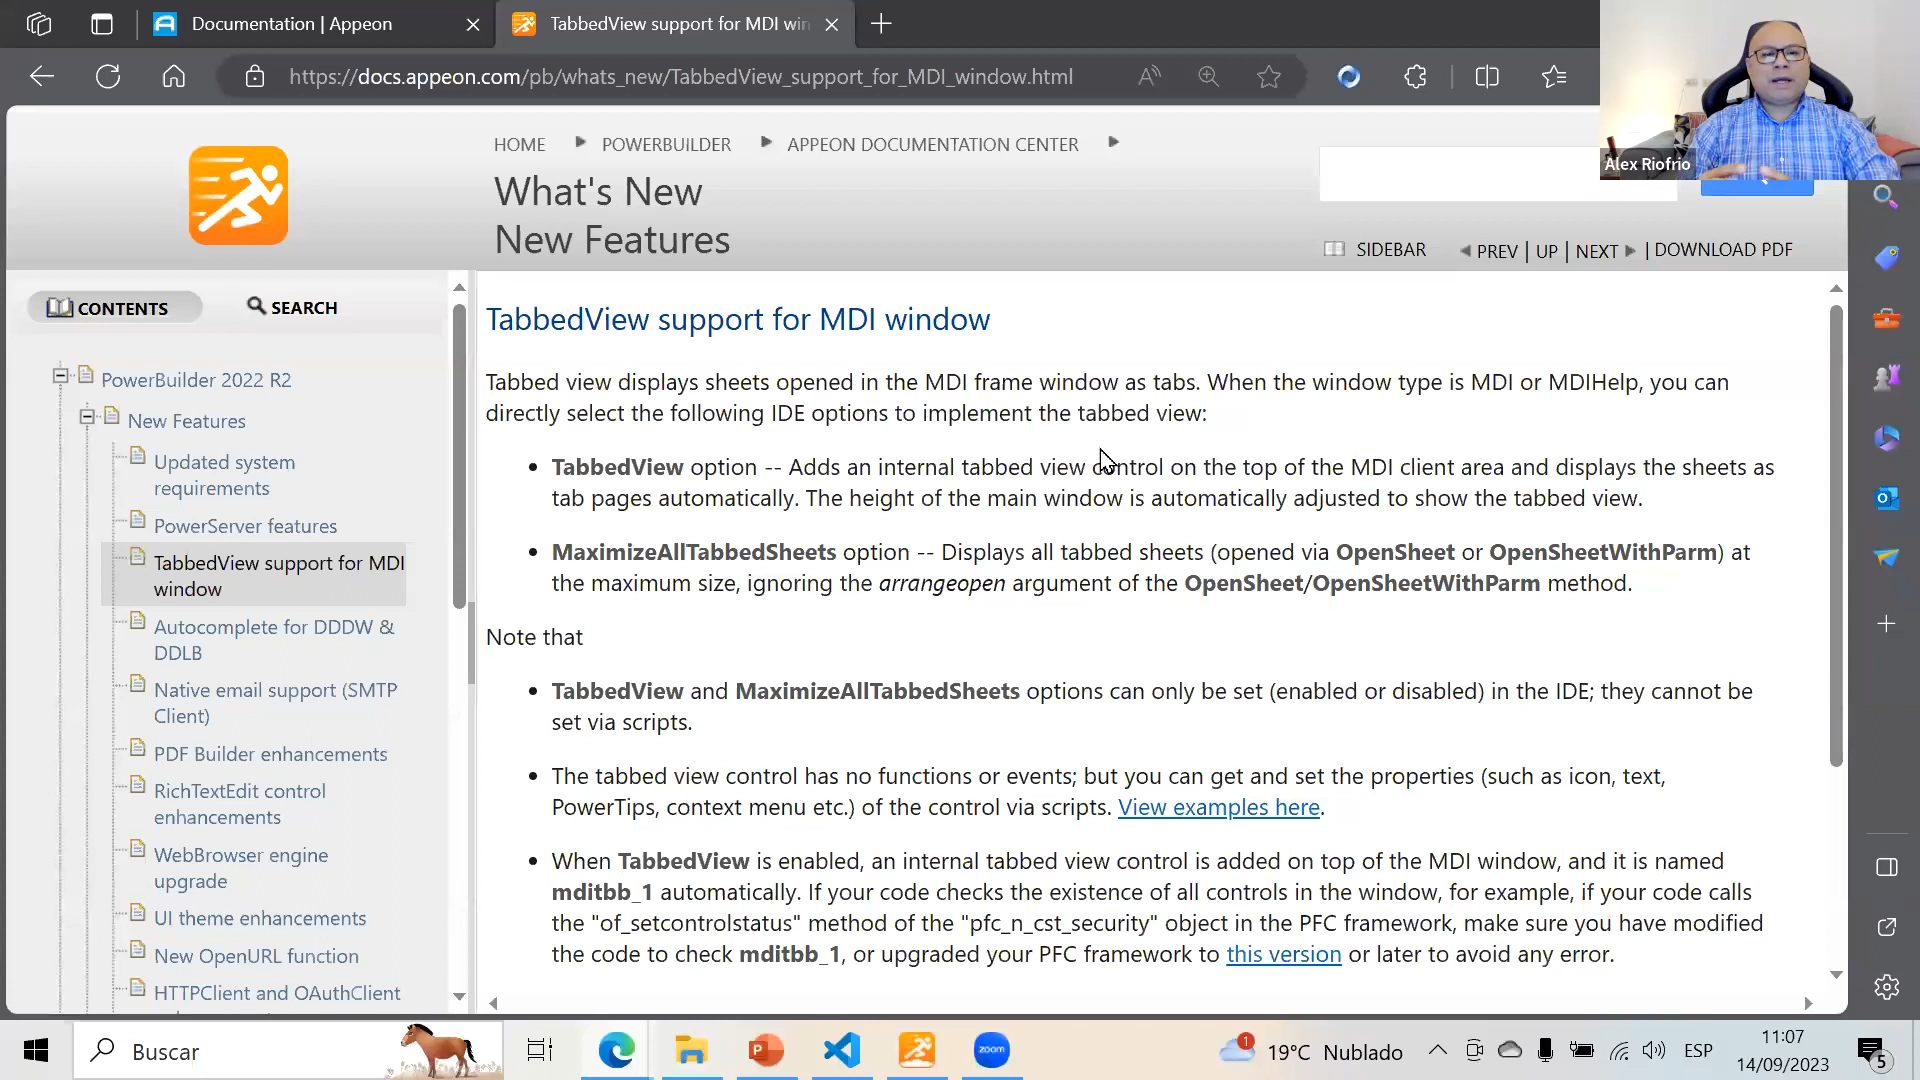 Documentation | Appeon
TabbedView support for MDI win
https://docs.appeon.com/pb/whats_new/TabbedView_support_for_MDI_window.html
Alex Riofrio
HOME POWERBUILDER APPEON DOCUMENTATION CENTER
What's New
New Features
SIDEBAR PREV | UP | NEXT | DOWNLOAD PDF
CONTENTS SEARCH
PowerBuilder 2022 R2
New Features
Updated system
requirements
PowerServer features
TabbedView support for MDI
window
Autocomplete for DDDW &
DDLB
Native email support (SMTP
Client)
PDF Builder enhancements
RichTextEdit control
enhancements
WebBrowser engine
upgrade
UI theme enhancements
New OpenURL function
HTTPClient and OAuthClient
TabbedView support for MDI window
Tabbed view displays sheets opened in the MDI frame window as tabs. When the window type is MDI or MDIHelp, you can
directly select the following IDE options to implement the tabbed view:
• TabbedView option -- Adds an internal tabbed view control on the top of the MDI client area and displays the sheets as
tab pages automatically. The height of the main window is automatically adjusted to show the tabbed view.
• MaximizeAllTabbedSheets option -- Displays all tabbed sheets (opened via OpenSheet or OpenSheetWithParm) at
the maximum size, ignoring the arrangeopen argument of the OpenSheet/OpenSheetWithParm method.
Note that
• TabbedView and MaximizeAllTabbedSheets options can only be set (enabled or disabled) in the IDE; they cannot be
set via scripts.
• The tabbed view control has no functions or events; but you can get and set the properties (such as icon, text,
PowerTips, context menu etc.) of the control via scripts. View examples here.
• When TabbedView is enabled, an internal tabbed view control is added on top of the MDI window, and it is named
mditbb_1 automatically. If your code checks the existence of all controls in the window, for example, if your code calls
the "of_setcontrolstatus" method of the "pfc_n_cst_security" object in the PFC framework, make sure you have modified
the code to check mditbb_1, or upgraded your PFC framework to this version or later to avoid any error.
Buscar
zoom
1
19°C Nublado
ESP
11:07
14/09/2023
5